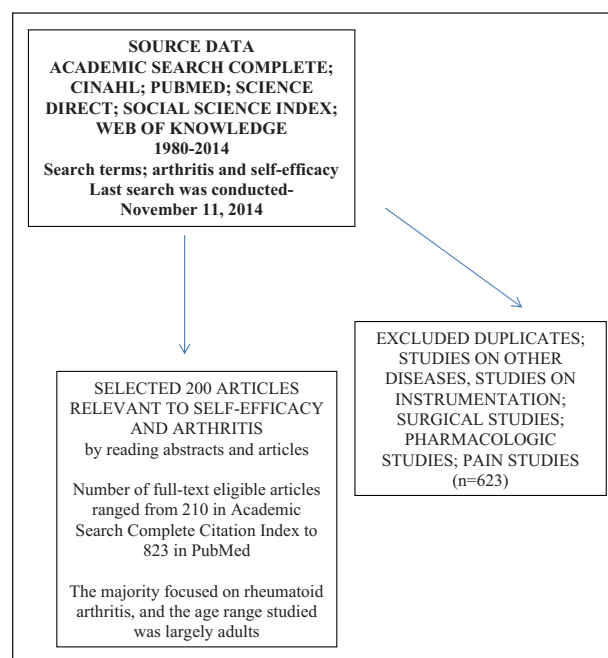 SOURCE DATA
ACADEMIC SEARCH COMPLETE;
CINAHL; PUBMED; SCIENCE
DIRECT; SOCIAL SCIENCE INDEX;
WEB OF KNOWLEDGE
1980-2014
Search terms; arthritis and self-efficacy
Last search was conducted-
November 11, 2014
SELECTED 200 ARTICLES
RELEVANT TO SELF-EFFICACY
AND ARTHRITIS
by reading abstracts and articles
Number of full-text eligible articles
ranged from 210 in Academic
Search Complete Citation Index to
823 in PubMed
The majority focused on rheumatoid
arthritis, and the age range studied
was largely adults
EXCLUDED DUPLICATES;
STUDIES ON OTHER
DISEASES, STUDIES ON
INSTRUMENTATION;
SURGICAL STUDIES;
PHARMACOLOGIC
STUDIES; PAIN STUDIES
(n=623)